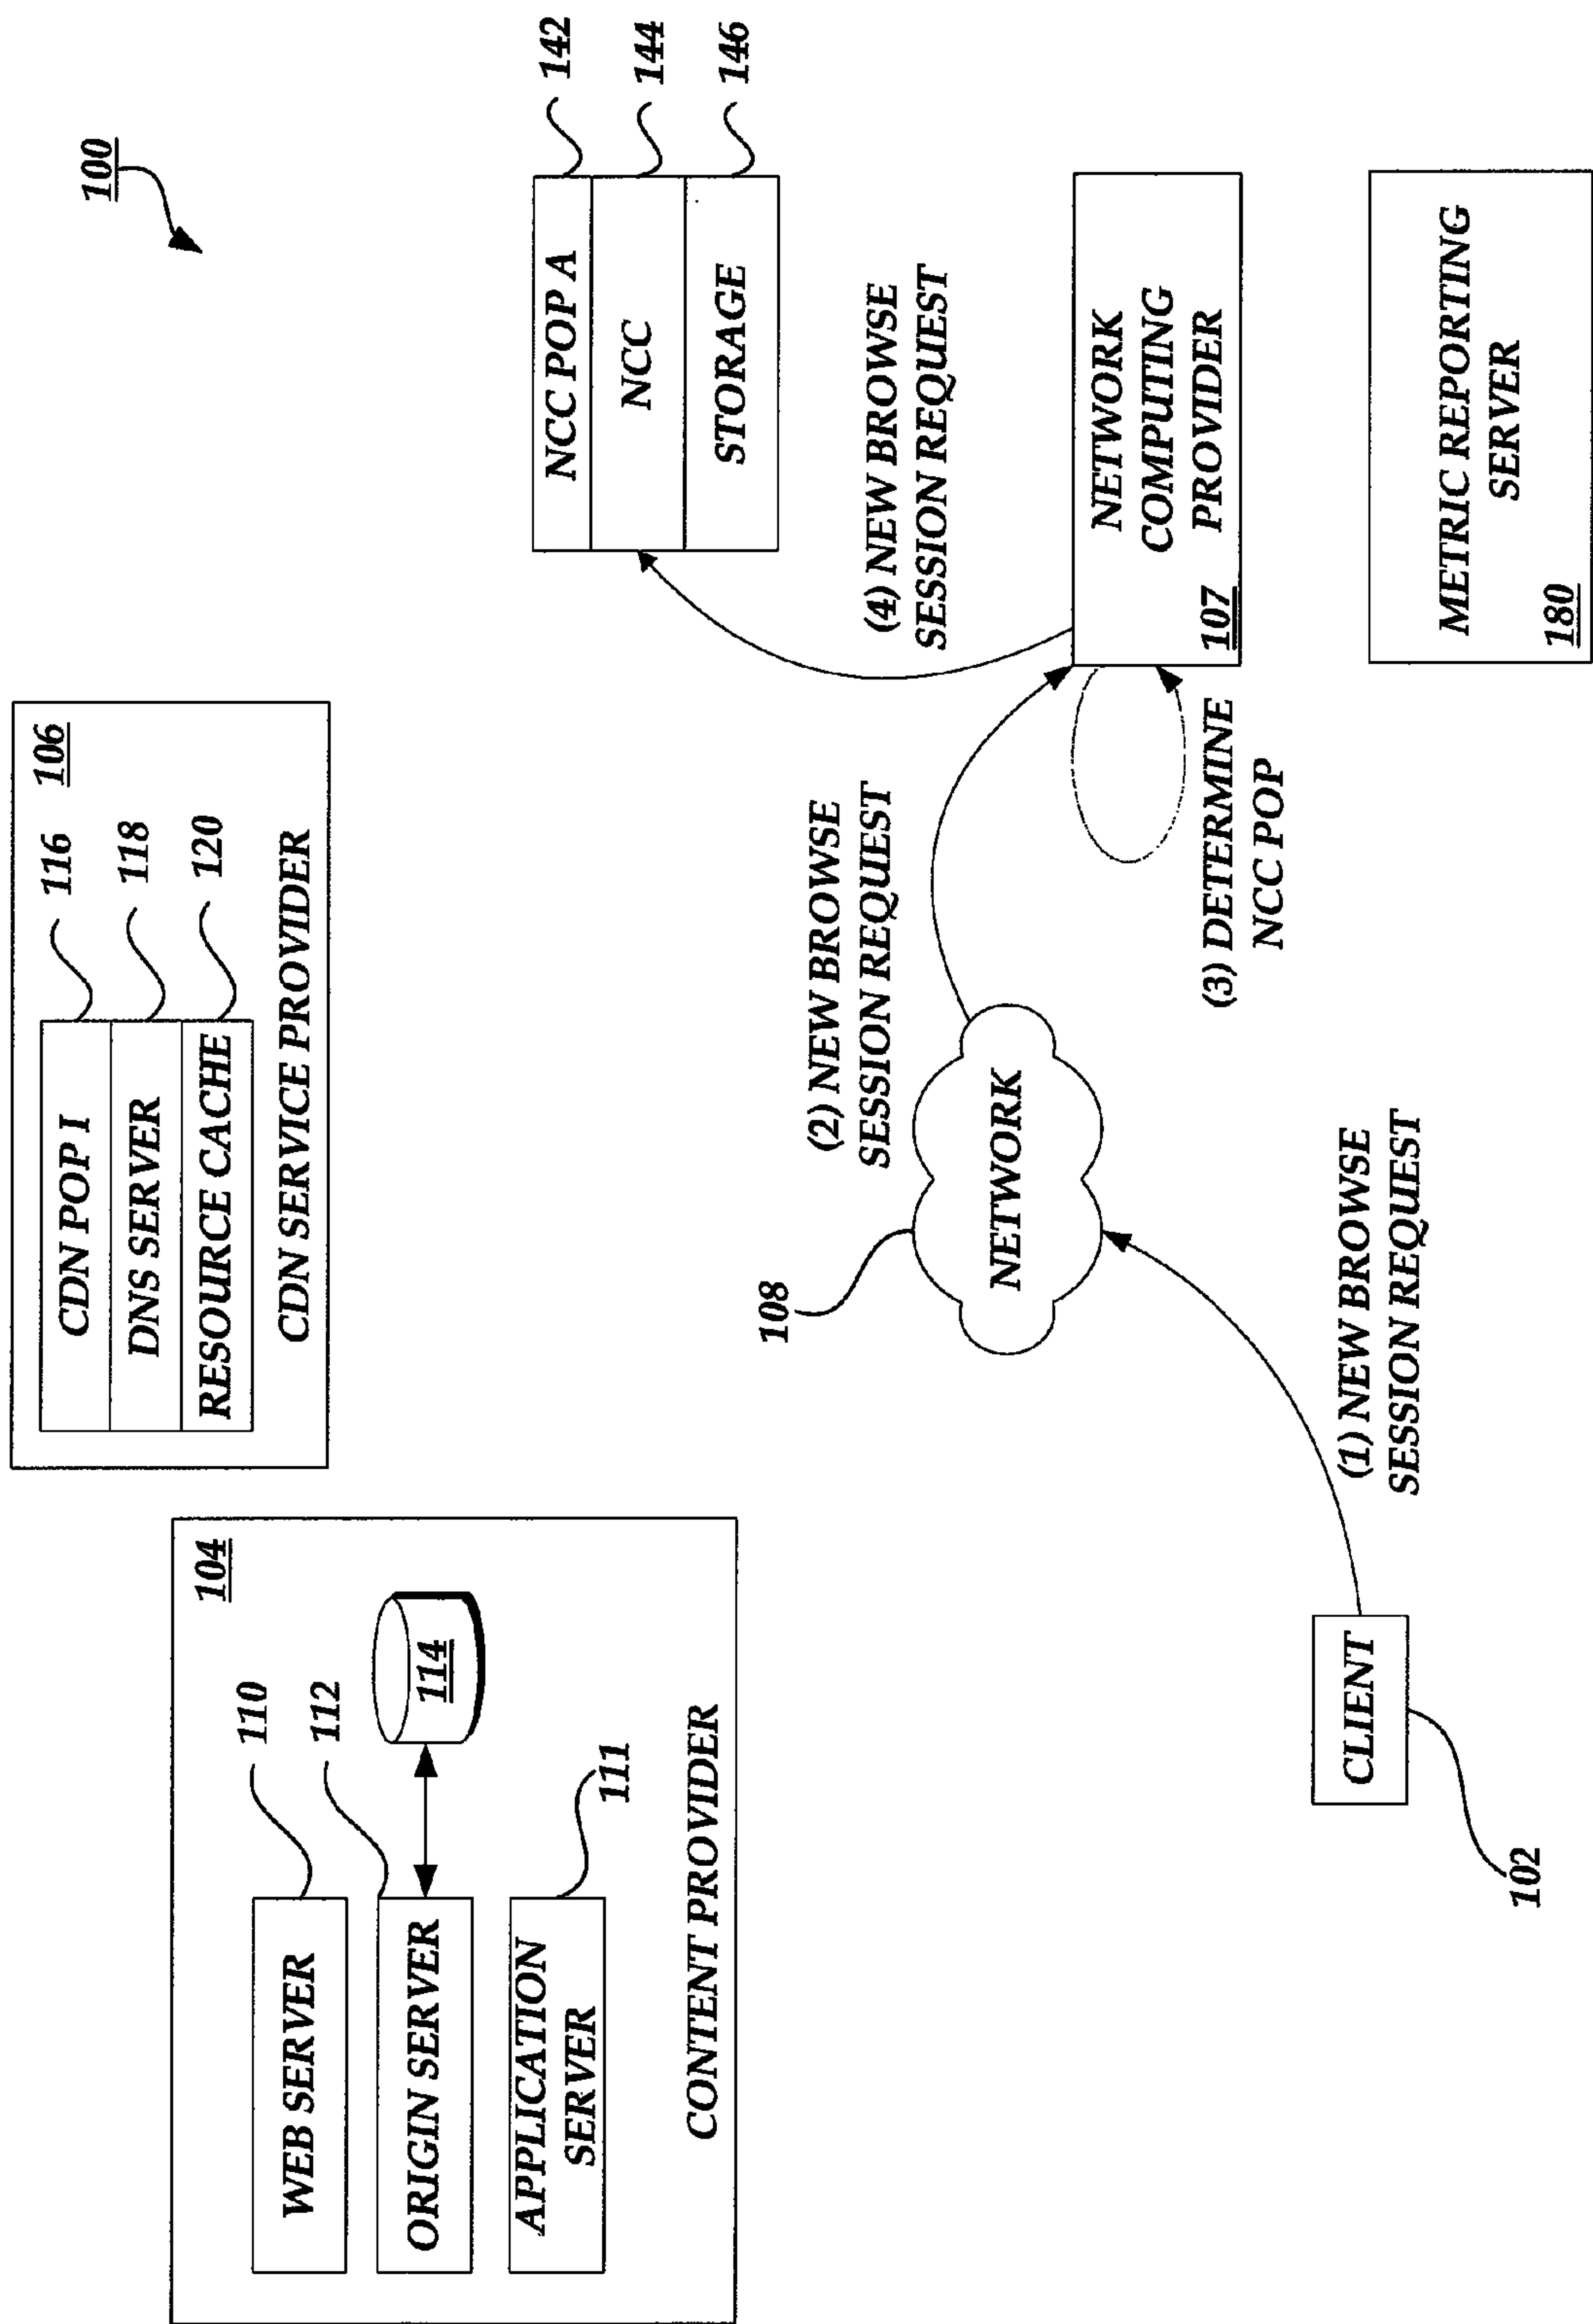 100
104
110
WEB SERVER
112
ORIGIN SERVER
114
APPLICATION
SERVER
111
CONTENT PROVIDER
106
CDN POP I
116
DNS SERVER
118
RESOURCE CACHE
120
CDN SERVICE PROVIDER
NCC POP A
142
NCC
144
STORAGE
146
(4) NEW BROWSE
SESSION REQUEST
(2) NEW BROWSE
SESSION REQUEST
108
NETWORK
NETWORK
COMPUTING
PROVIDER
107
(3) DETERMINE
NCC POP
(1) NEW BROWSE
SESSION REQUEST
CLIENT
102
METRIC REPORTING
SERVER
180